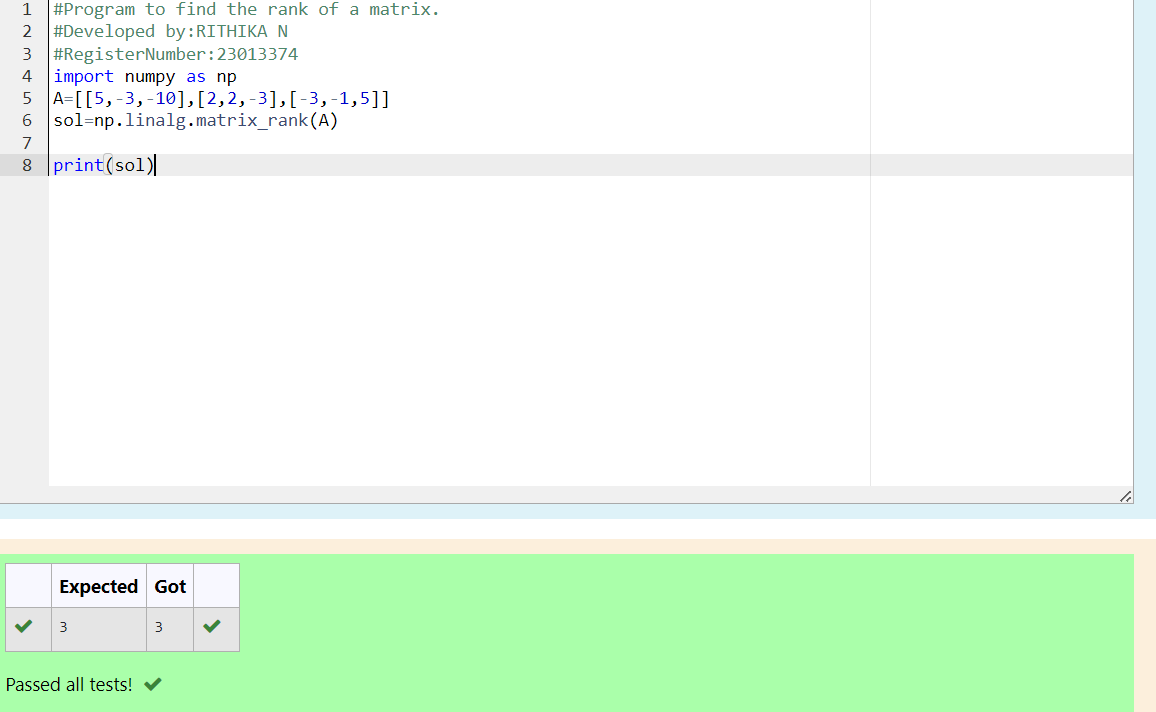 1 #Program to find the rank of a matrix.
2 #Developed by:RITHIKA N
3 #RegisterNumber:23013374
4 import numpy as np
5 A=[[5,-3,-10],[2,2,-3],[-3,-1,5]]
6 sol=np.linalg.matrix_rank(A)
7
8 print(sol)
Expected Got
3 3
Passed all tests!